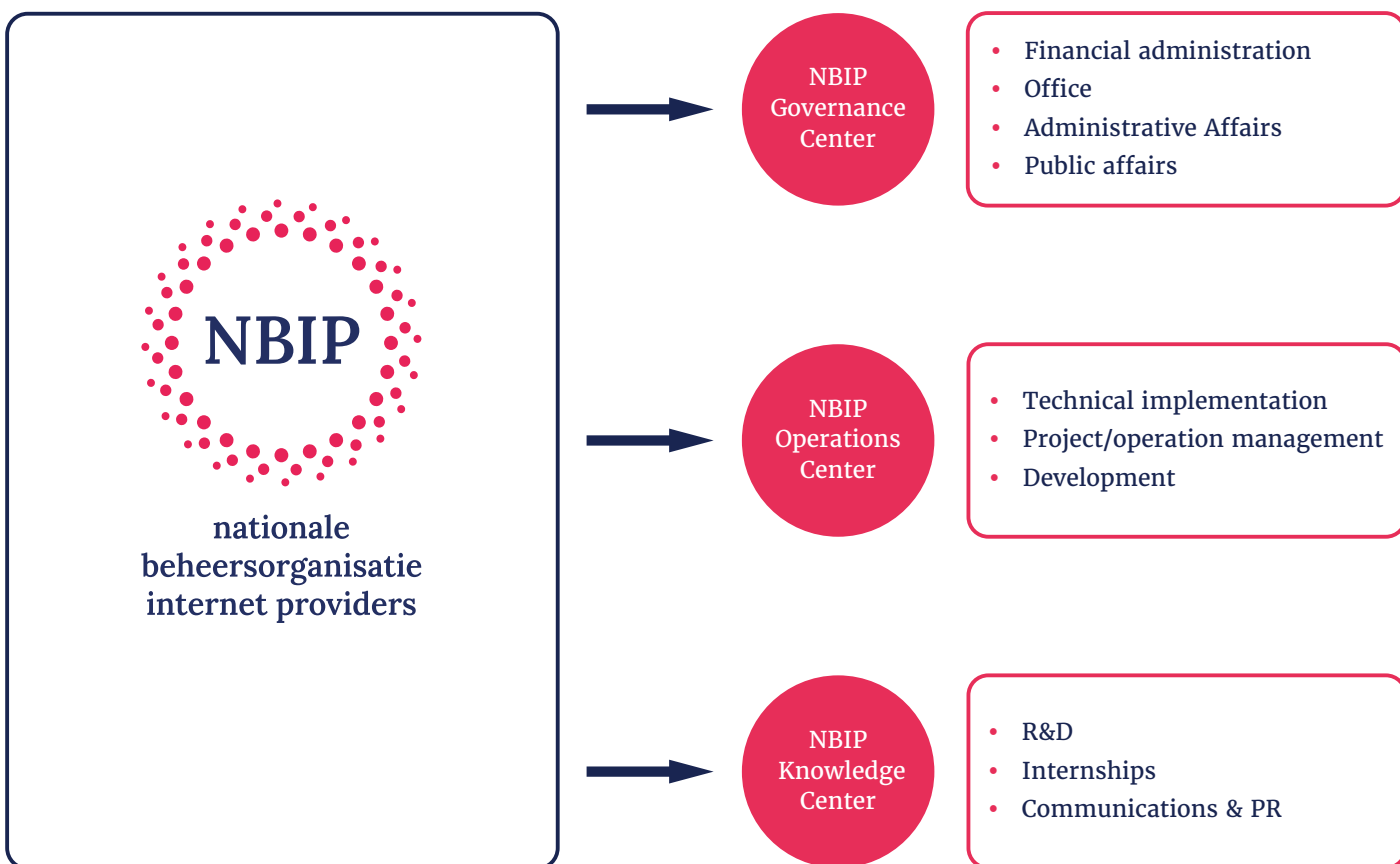 NBIP
nationale
beheersorganisatie
internet providers
NBIP
Governance
Center
• Financial administration
• Office
• Administrative Affairs
• Public affairs
NBIP
Operations
Center
• Technical implementation
• Project/operation management
• Development
NBIP
Knowledge
Center
• R&D
• Internships
• Communications & PR